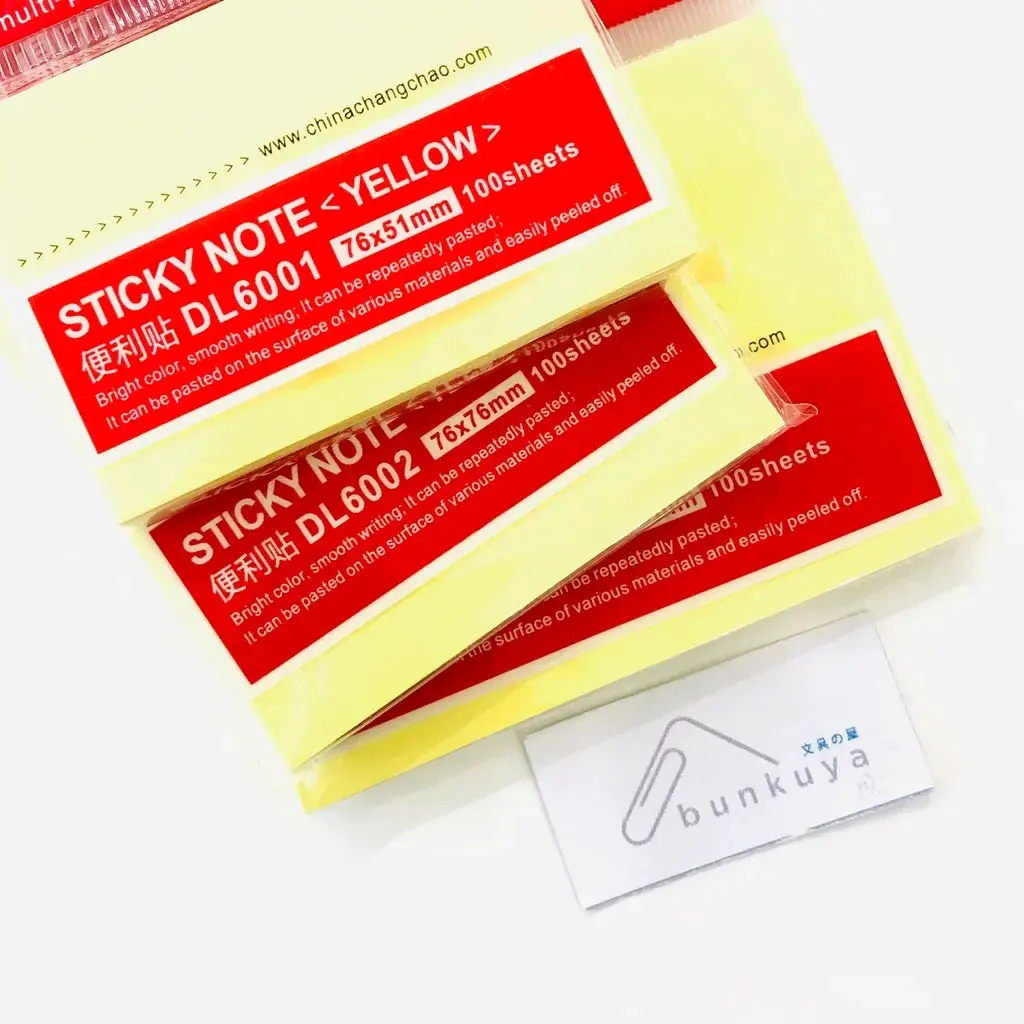 multi-p
www.chinachangchao.com
>>>>>>>>>>>>>>
STICKY NOTE <YELLOW>
便利贴 DL6001 76x51mm 100sheets
Bright color, smooth writing; It can be repeatedly pasted;
It can be pasted on the surface of various materials and easily peeled off.
STICKY NOTE
便利贴 DL6002 76x76mm 100sheets
Bright color, smooth writing; It can be repeatedly pasted;
It can be pasted on the surface of various materials and easily peeled off.
.com
mm 100sheets
can be repeatedly pasted;
the surface of various materials and easily peeled off.
文具の屋
bunkuya